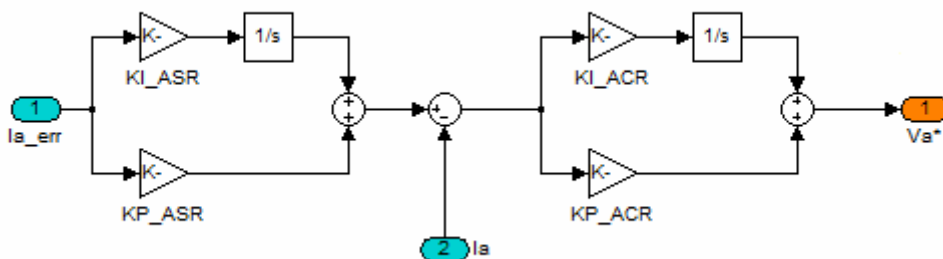 K-
1/s
KI_ASR
K-
1/s
KI_ACR
1
Ia_err
+
+
+
−
+
+
1
Va*
K-
KP_ASR
K-
KP_ACR
2
Ia